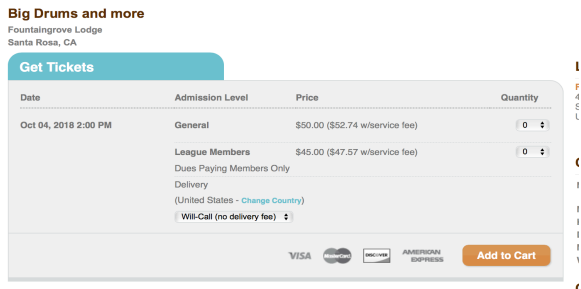 Big Drums and more
Fountaingrove Lodge
Santa Rosa, CA
Get Tickets
Date Admission Level Price Quantity
Oct 04, 2018 2:00 PM General $50.00 ($52.74 w/service fee) 0
League Members $45.00 ($47.57 w/service fee) 0
Dues Paying Members Only
Delivery
(United States - Change Country)
Will-Call (no delivery fee)
VISA MasterCard DISCOVER AMERICAN EXPRESS Add to Cart